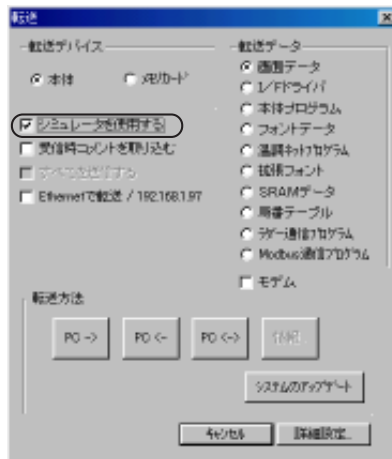 転送
転送デバイス
本体
ﾒﾓﾘｶｰﾄﾞ
シミュレータを使用する
受信時コメントを取り込む
すべてを送信する
Ethernetで転送 / 192.168.1.97
転送データ
画面データ
I/Fドライバ
本体プログラム
フォントデータ
温調ﾈｯﾄﾌﾟﾛｸﾞﾗﾑ
拡張フォント
SRAMデータ
局番テーブル
ﾗﾀﾞｰ通信ﾌﾟﾛｸﾞﾗﾑ
Modbus通信ﾌﾟﾛｸﾞﾗﾑ
モデム
転送方法
PC ->
PC <-
PC <->
ｼｽﾃﾑのｱｯﾌﾟﾃﾞｰﾄ
ｷｬﾝｾﾙ
詳細設定...